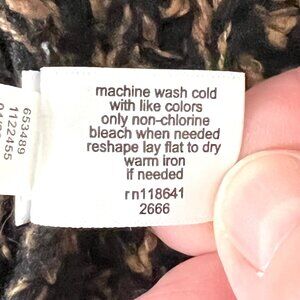 machine wash cold
with like colors
only non-chlorine
bleach when needed
reshape lay flat to dry
warm iron
if needed
rn118641
2666
653489
1122455